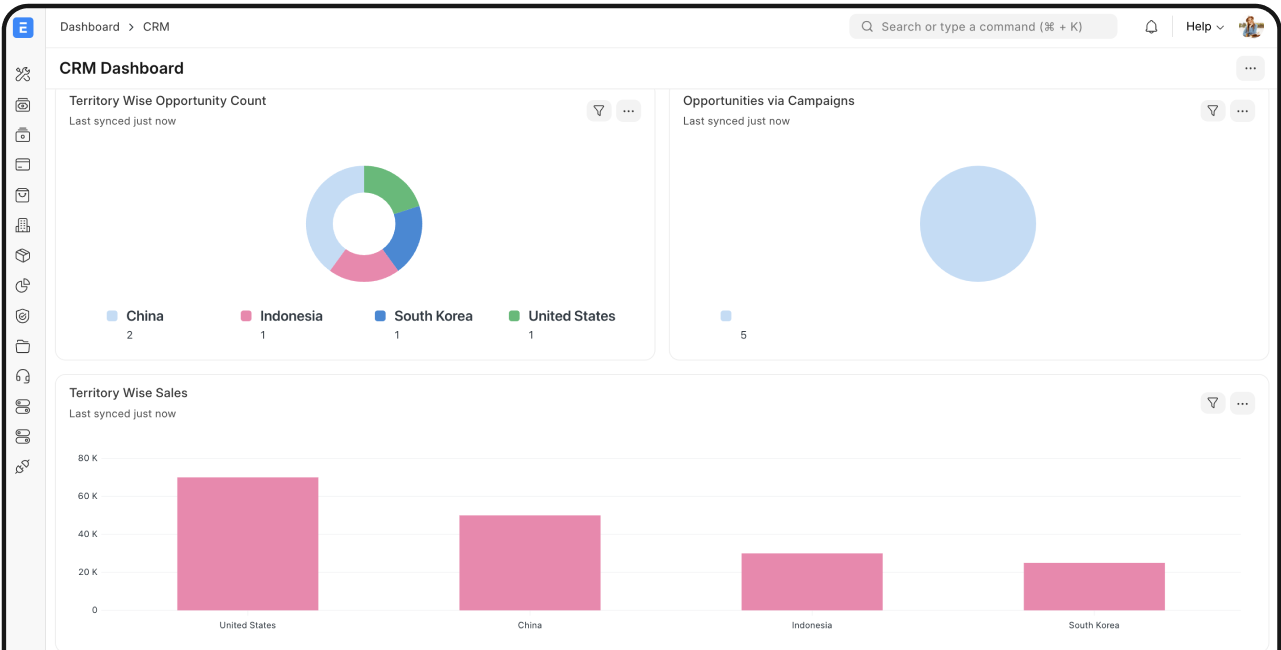 E
Dashboard > CRM
Search or type a command (⌘ + K)
Help
CRM Dashboard
Territory Wise Opportunity Count
Last synced just now
China
2
Indonesia
1
South Korea
1
United States
1
Opportunities via Campaigns
Last synced just now
5
Territory Wise Sales
Last synced just now
80 K
60 K
40 K
20 K
0
United States
China
Indonesia
South Korea